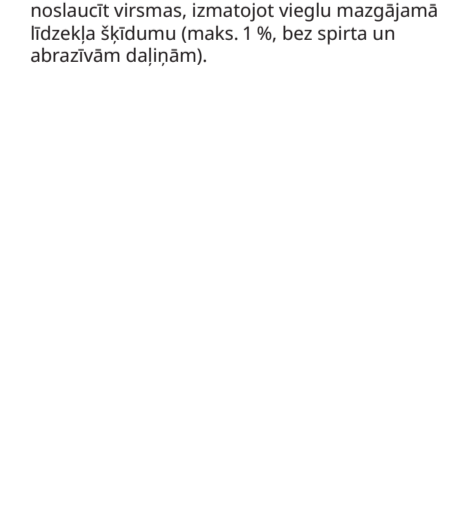 noslaucīt virsmas, izmatojot vieglu mazgājamā
līdzekļa šķīdumu (maks. 1 %, bez spirta un
abrazīvām daļiņām).